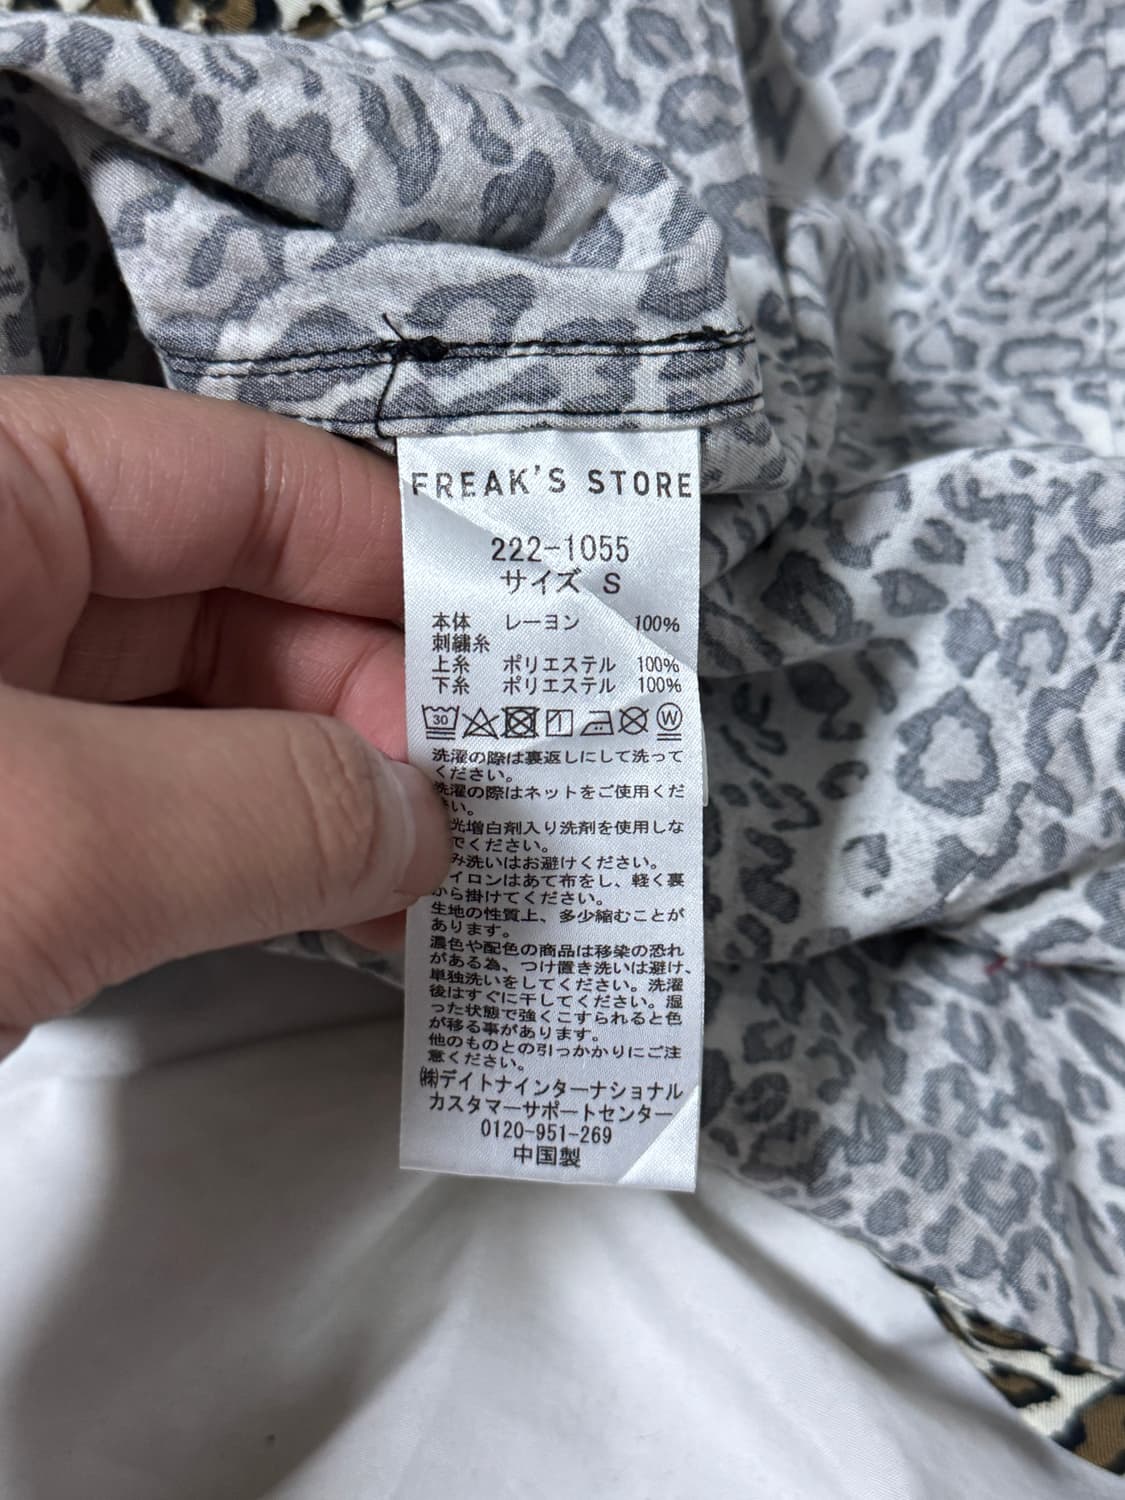 FREAK'S STORE
222-1055
サイズ S
本体 レーヨン 100%
刺繍糸
上糸 ポリエステル 100%
下糸 ポリエステル 100%
30 W
洗濯の際は裏返しにして洗って
ください。
洗濯の際はネットをご使用くだ
い。
光増白剤入り洗剤を使用しな
でください。
み洗いはお避けください。
イロンはあて布をし、軽く裏
から掛けてください。
生地の性質上、多少縮むことが
あります。
濃色や配色の商品は移染の恐れ
がある為、つけ置き洗いは避け、
単独洗いをしてください。洗濯
後はすぐに干してください。湿
った状態で強くこすられると色
が移る事があります。
他のものとの引っかかりにご注
意ください。
㈱デイトナインターナショナル
カスタマーサポートセンター
0120-951-269
中国製